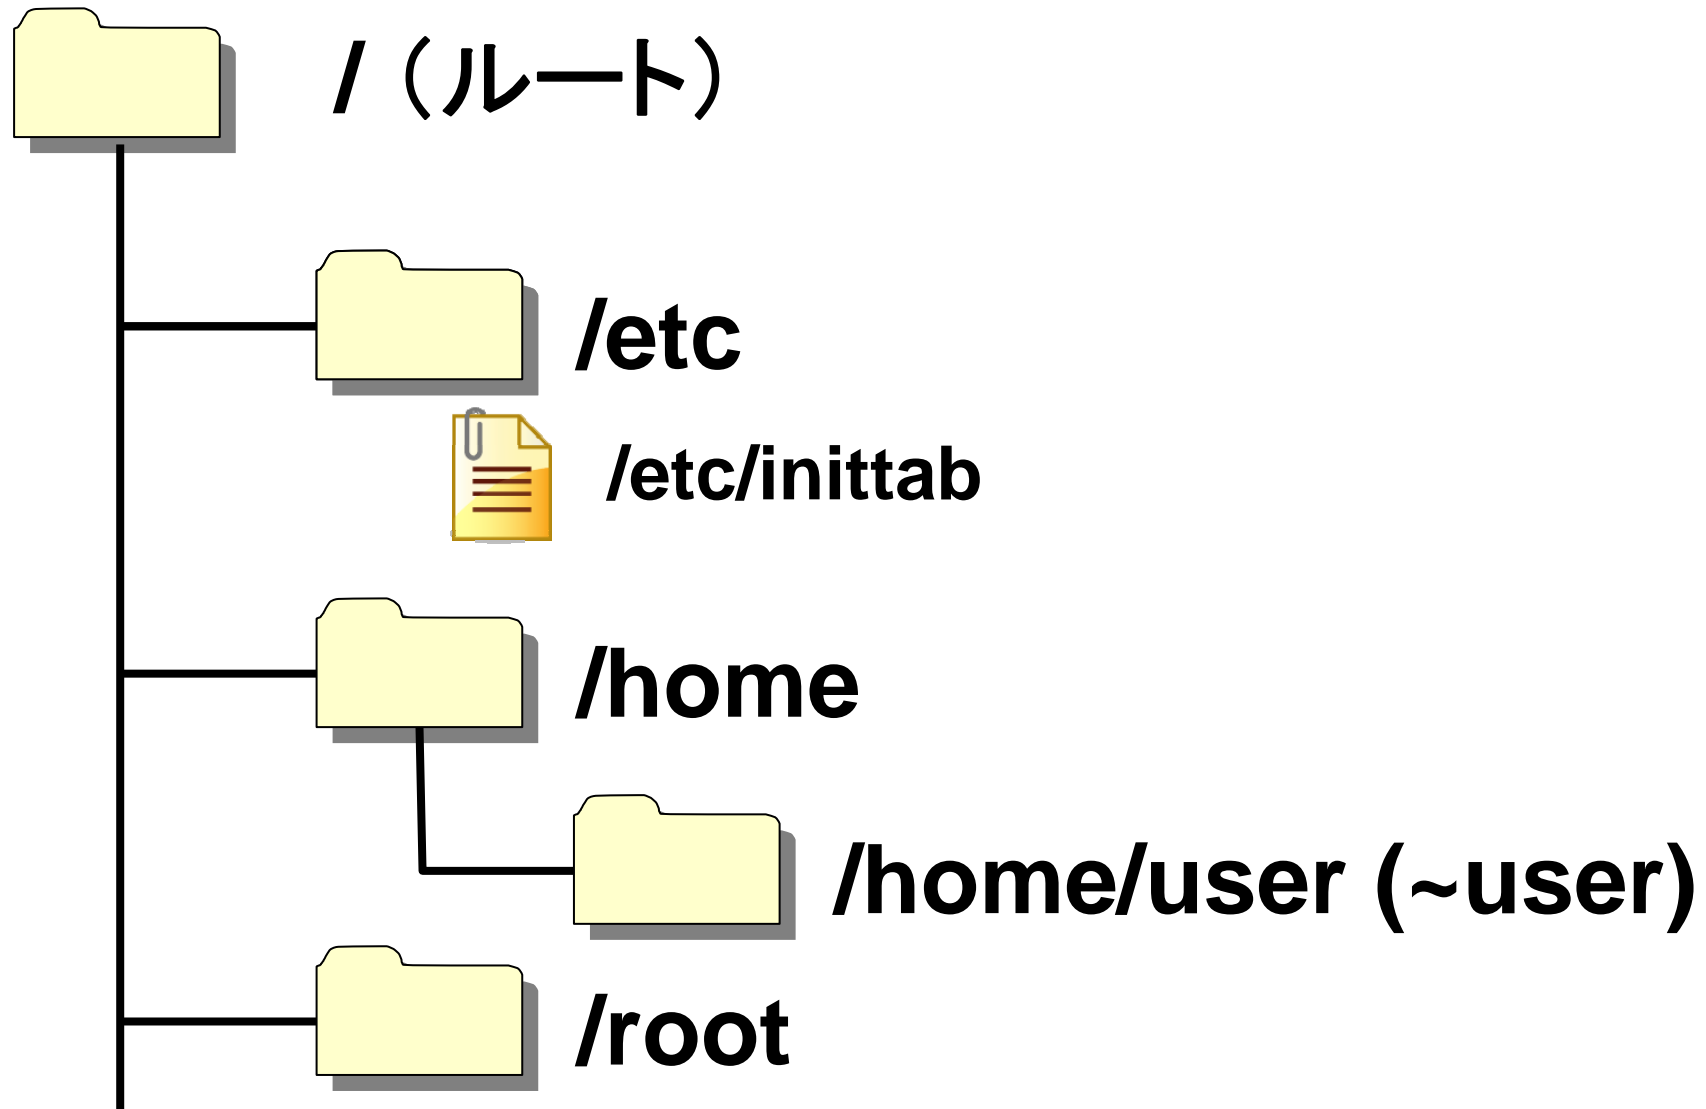 /（ルート）
/etc
/etc/inittab
/home
/home/user (~user)
/root